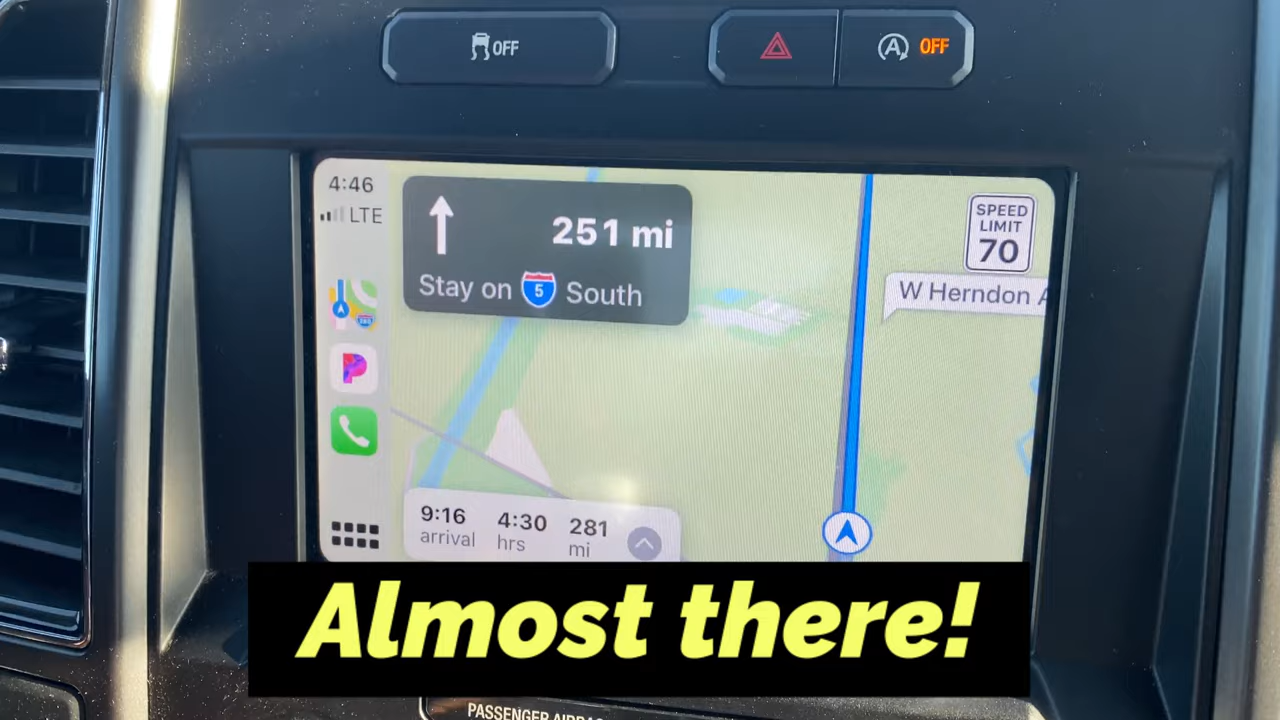 OFF
A OFF
4:46
LTE
251 mi
Stay on 5 South
SPEED
LIMIT
70
W Herndon
9:16 4:30 281
arrival hrs mi
Almost there!
PASSENGER